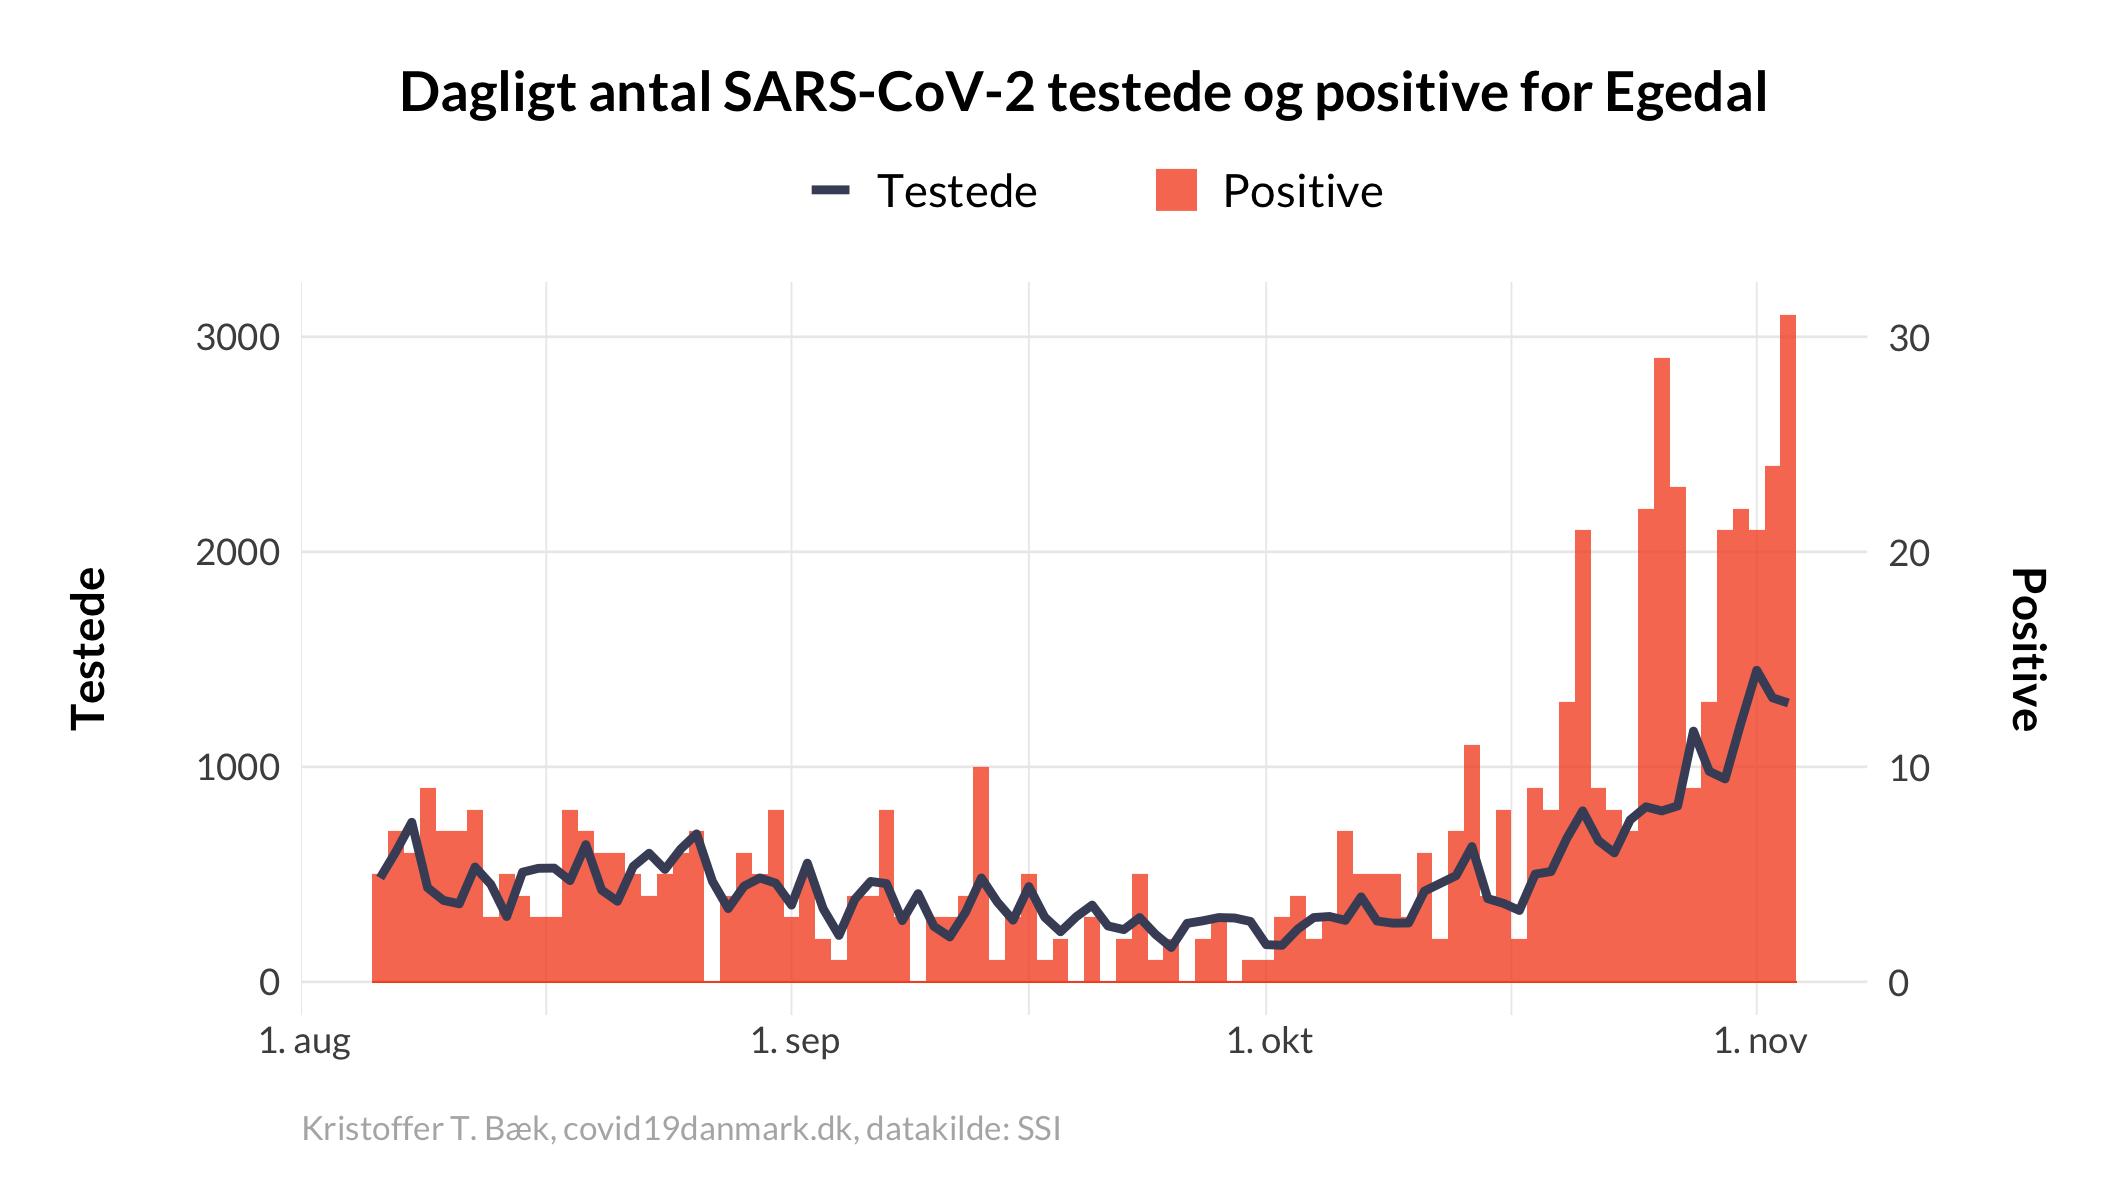 Dagligt antal SARS-CoV-2 testede og positive for Egedal
Testede
Positive
3000
2000
1000
0
30
20
10
0
Testede
Positive
1. aug
1. sep
1. okt
1. nov
Kristoffer T. Bæk, covid19danmark.dk, datakilde: SSI